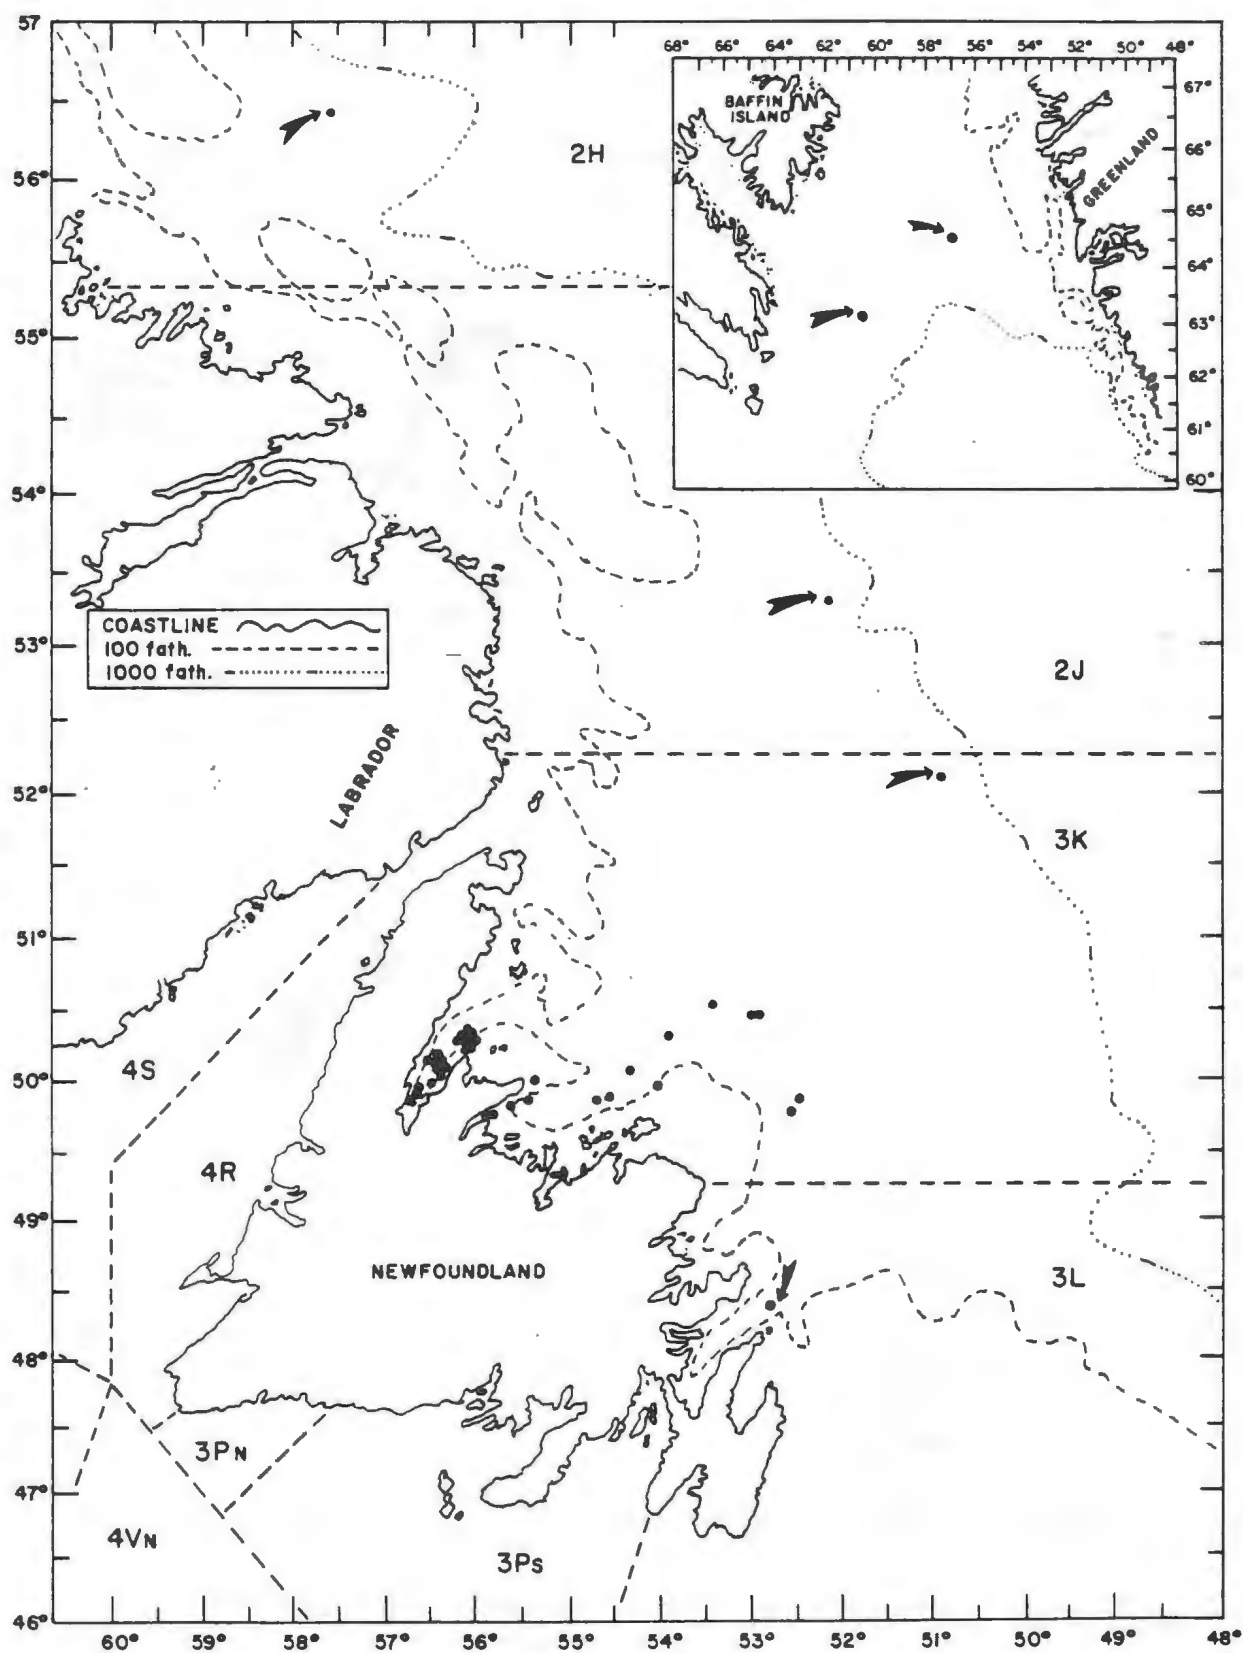 57
56°
55°
54°
53°
52°
51°
50°
49°
48°
47°
46°
60° 59° 58° 57° 56° 55° 54° 53° 52° 51° 50° 49° 48°
68° 66° 64° 62° 60° 58° 56° 54° 52° 50° 48°
67°
66°
65°
64°
63°
62°
61°
60°
BAFFIN
ISLAND
GREENLAND
2H
COASTLINE
100 fath.
1000 fath.
2J
LABRADOR
3K
4S
4R
NEWFOUNDLAND
3L
3PN
4VN
3Ps